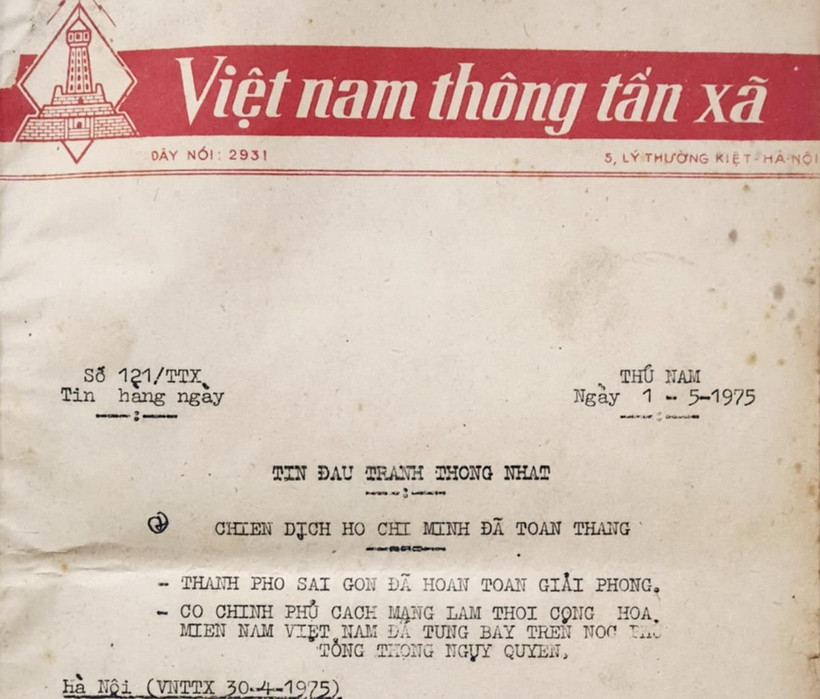 Việt nam thông tấn xã
DÂY NÓI: 2931 5, LÝ THƯỜNG KIỆT - HÀ-NỘI
Số 121/TTX THỨ NAM
Tin hàng ngày Ngày 1 - 5-1975
TIN ĐAU TRANH THONG NHAT
CHIEN DỊCH HO CHI MINH ĐÃ TOAN THANG
- THANH PHO SAI GON ĐÃ HOAN TOAN GIẢI PHONG.
- CO CHINH PHỦ CACH MẠNG LAM THOI CỘNG HOA
MIEN NAM VIỆT NAM ĐÃ TUNG BAY TREN NOC
TỔNG THONG NGỤY QUYEN.
Hà Nội (VNTTX 30-4-1975)